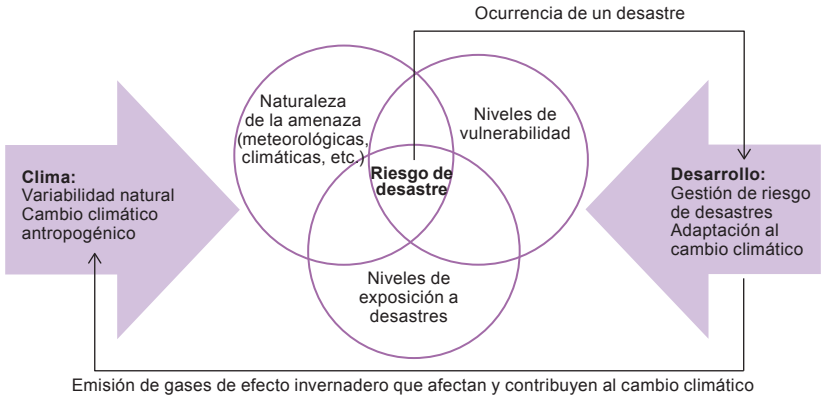 Ocurrencia de un desastre
Naturaleza
de la amenaza
(meteorológicas,
climáticas, etc.)
Niveles de
vulnerabilidad
Riesgo de
desastre
Clima:
Variabilidad natural
Cambio climático
antropogénico
Desarrollo:
Gestión de riesgo
de desastres
Adaptación al
cambio climático
Niveles de
exposición a
desastres
Emisión de gases de efecto invernadero que afectan y contribuyen al cambio climático